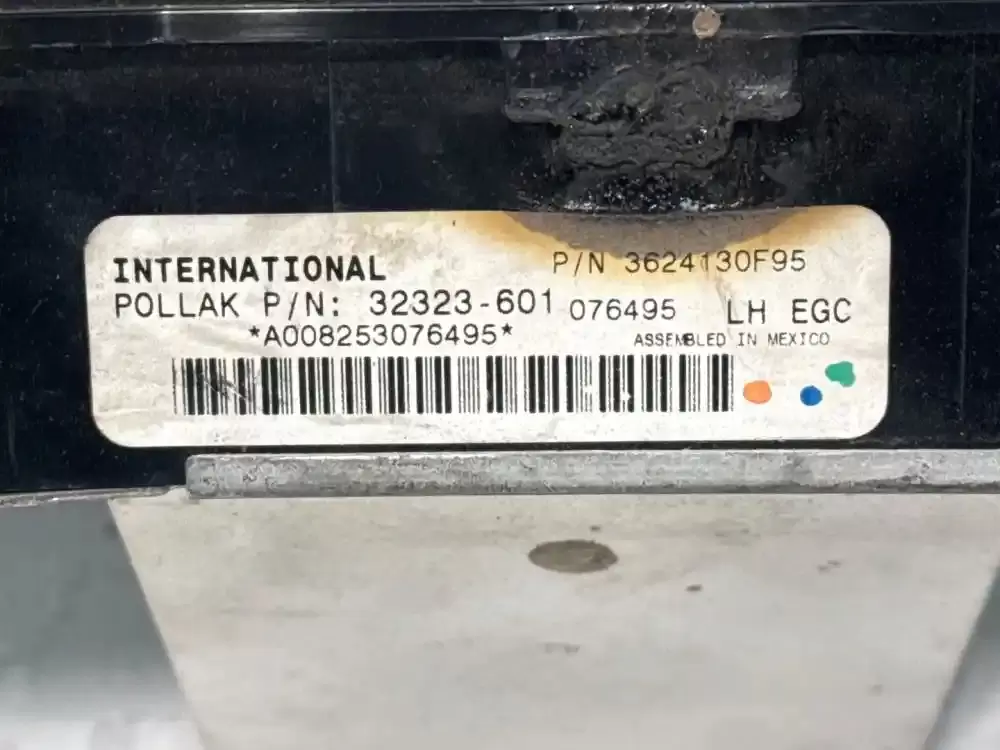 INTERNATIONAL P/N 3624130F95
POLLAK P/N: 32323-601 076495 LH EGC
*A008253076495* ASSEMBLED IN MEXICO